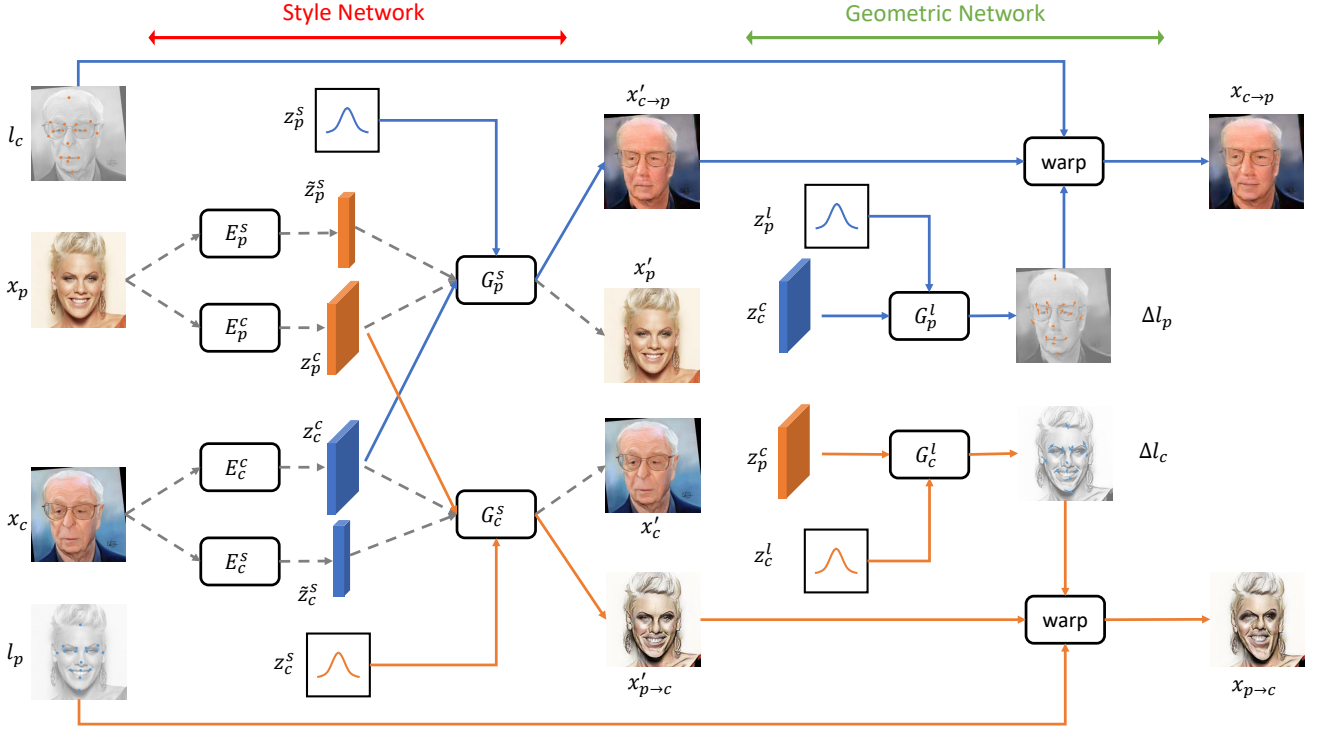 Style Network
Geometric Network
l_c
z_p^s
x′_{c→p}
x_{c→p}
warp
z̃_p^s
E_p^s
z_p^l
x_p
G_p^s
x′_p
E_p^c
z_p^c
z_c^c
G_p^l
Δl_p
z_c^c
E_c^c
z_p^c
G_c^l
Δl_c
x_c
G_c^s
x′_c
E_c^s
z̃_c^s
z_c^l
l_p
warp
z_c^s
x′_{p→c}
x_{p→c}